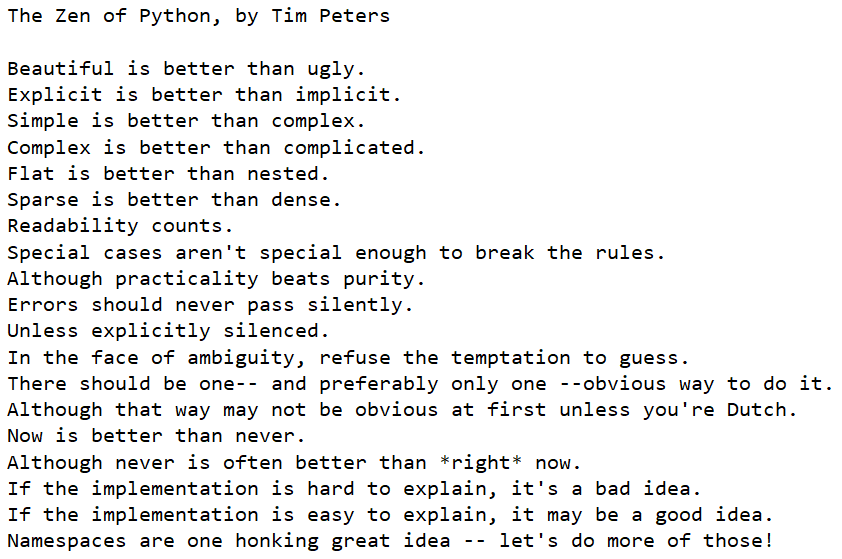 The Zen of Python, by Tim Peters

Beautiful is better than ugly.
Explicit is better than implicit.
Simple is better than complex.
Complex is better than complicated.
Flat is better than nested.
Sparse is better than dense.
Readability counts.
Special cases aren't special enough to break the rules.
Although practicality beats purity.
Errors should never pass silently.
Unless explicitly silenced.
In the face of ambiguity, refuse the temptation to guess.
There should be one-- and preferably only one --obvious way to do it.
Although that way may not be obvious at first unless you're Dutch.
Now is better than never.
Although never is often better than *right* now.
If the implementation is hard to explain, it's a bad idea.
If the implementation is easy to explain, it may be a good idea.
Namespaces are one honking great idea -- let's do more of those!